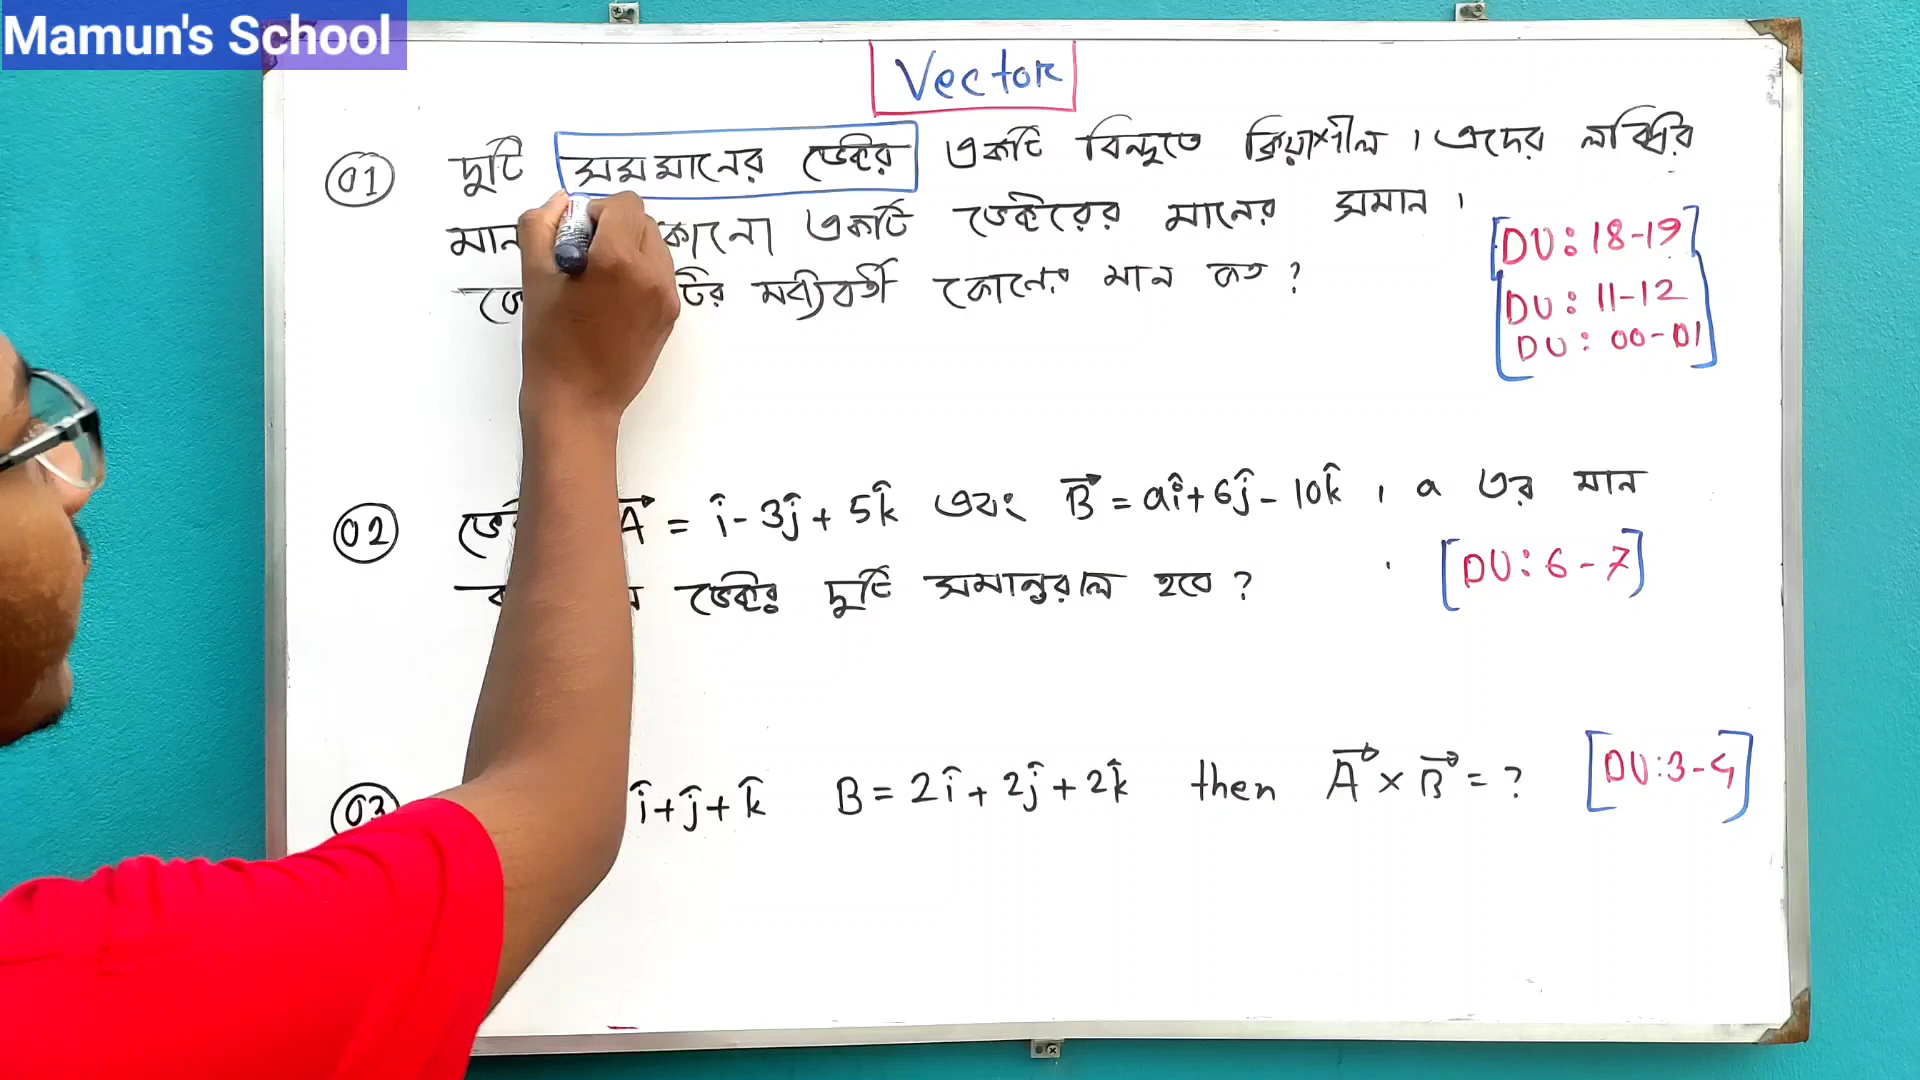 Mamun's School
Vector
01 দুটি সমমানের ভেক্টর একটি বিন্দুতে ক্রিয়াশীল। এদের লব্ধির
মান কোনো একটি ভেক্টরের মানের সমান।
[DU: 18-19]
মধ্যবর্তী কোণের মান কত?
[DU: 11-12
DU: 00-01]
02 A = î - 3ĵ + 5k̂ এবং B⃗ = aî + 6ĵ - 10k̂ । a এর মান
ভেক্টর দুটি সমান্তরাল হবে?
[DU: 6-7]
03 î + ĵ + k̂ B = 2î + 2ĵ + 2k̂ then A⃗ × B⃗ = ? [DU: 3-4]